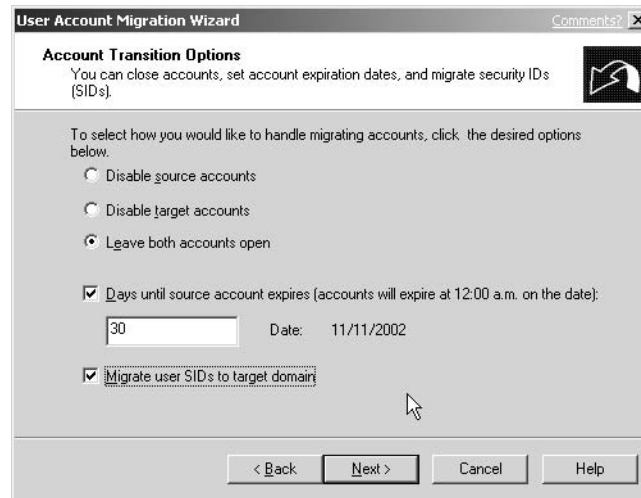 User Account Migration Wizard Comments? X
Account Transition Options
You can close accounts, set account expiration dates, and migrate security IDs
(SIDs).
To select how you would like to handle migrating accounts, click the desired options
below.
Disable source accounts
Disable target accounts
Leave both accounts open
Days until source account expires (accounts will expire at 12:00 a.m. on the date):
30 Date: 11/11/2002
Migrate user SIDs to target domain
< Back Next > Cancel Help